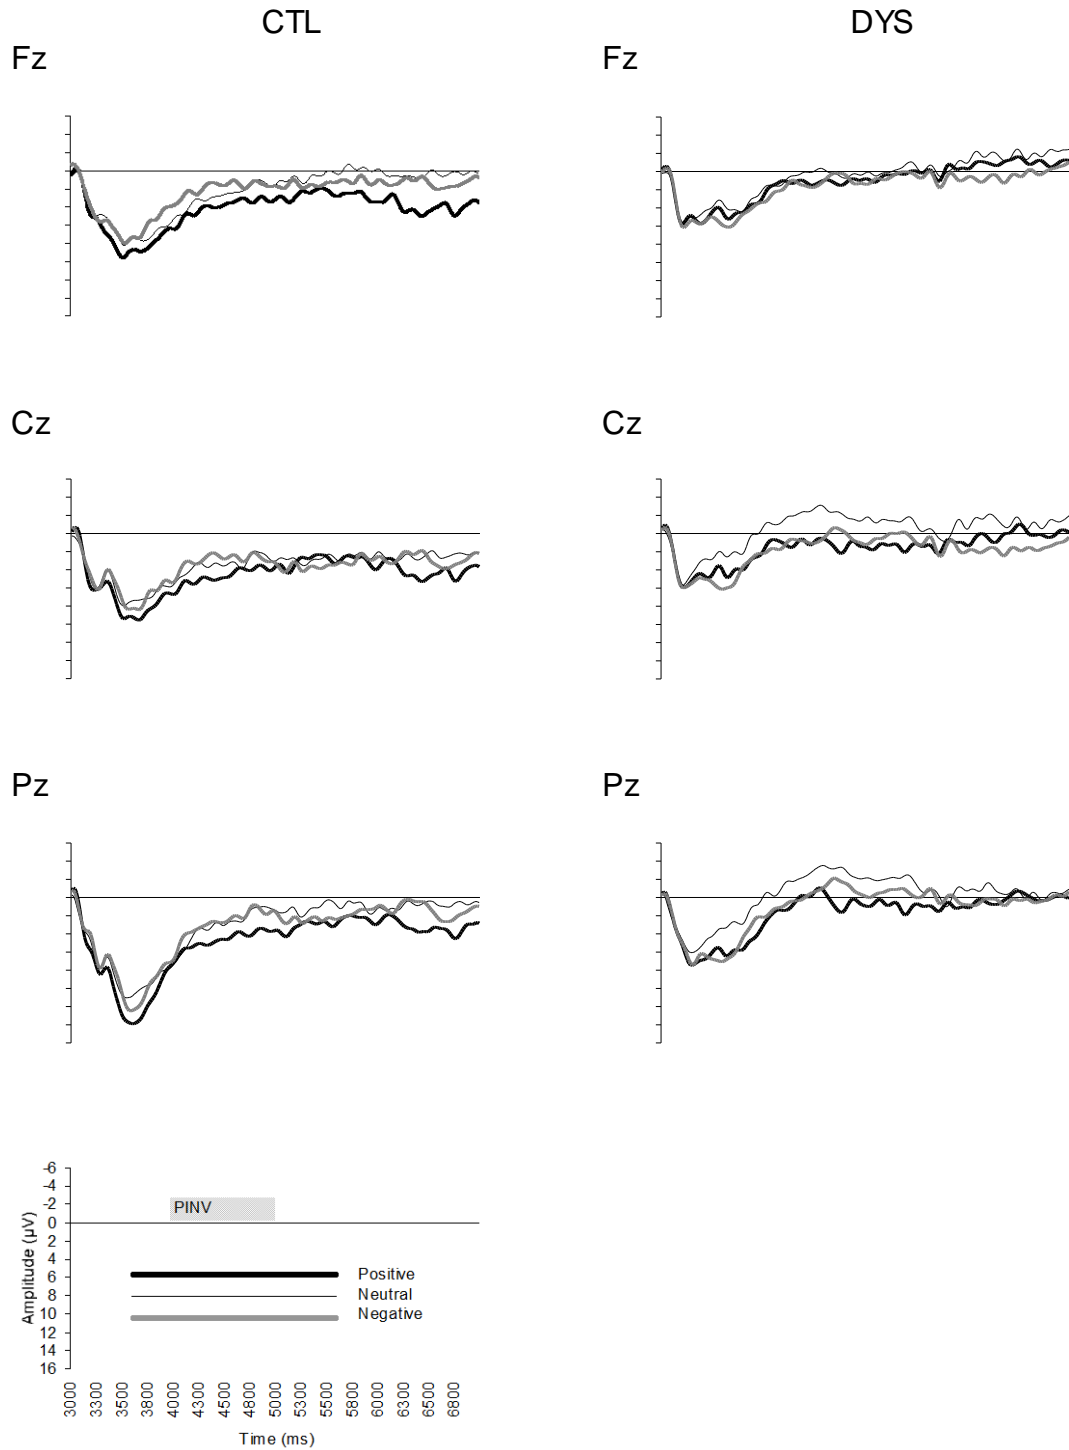 CTL DYS
Fz Fz
Cz Cz
Pz Pz
-6
-4
-2
0
2
4
6
8
10
12
14
16
Amplitude (µV)
PINV
Positive
Neutral
Negative
3000 3300 3500 3800 4000 4300 4500 4800 5000 5300 5500 5800 6000 6300 6500 6800
Time (ms)